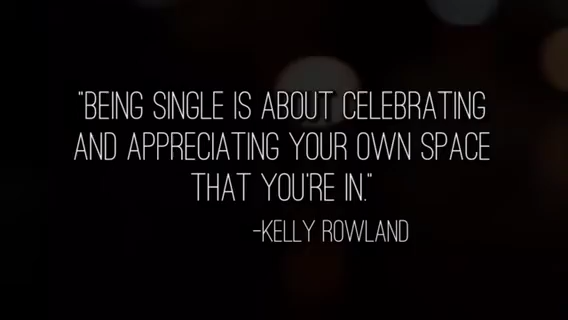 "BEING SINGLE IS ABOUT CELEBRATING
AND APPRECIATING YOUR OWN SPACE
THAT YOU'RE IN."
-KELLY ROWLAND